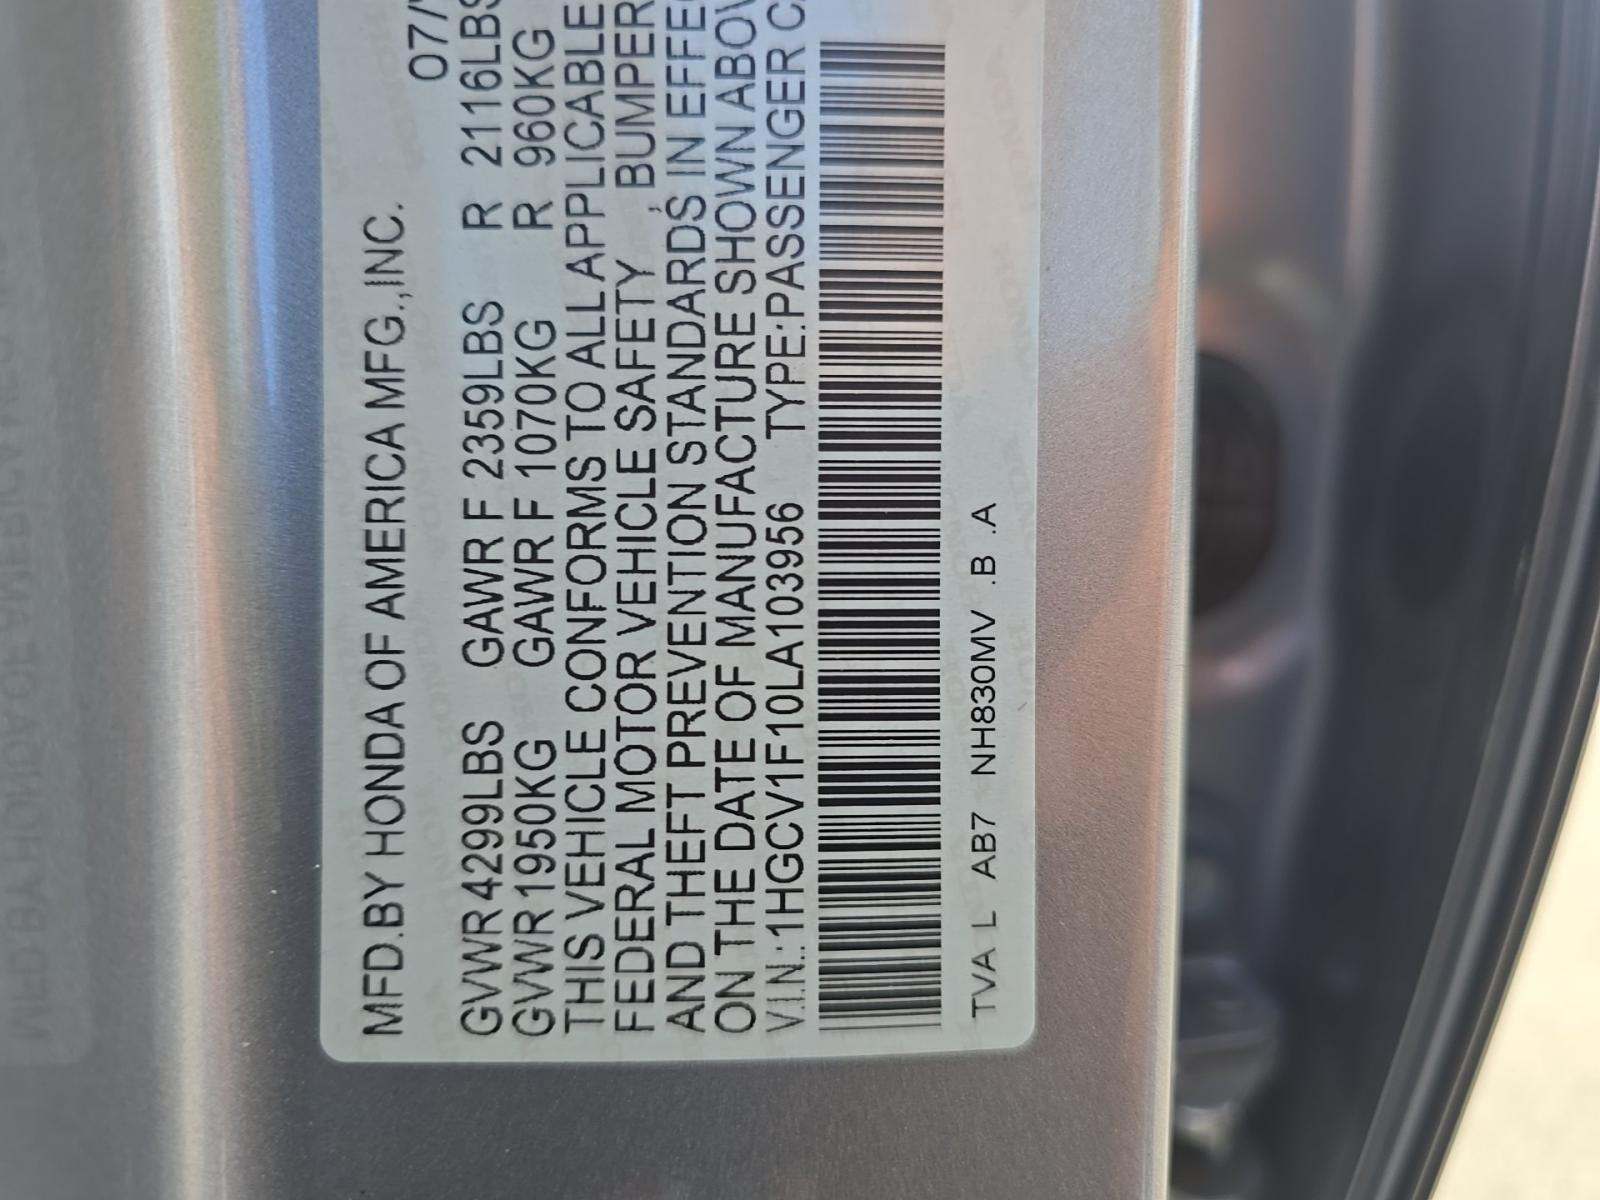 07/
MFD.BY HONDA OF AMERICA MFG.,INC.
GVWR 4299LBS GAWR F 2359LBS R 2116LBS
GVWR 1950KG GAWR F 1070KG R 960KG
THIS VEHICLE CONFORMS TO ALL APPLICABLE
FEDERAL MOTOR VEHICLE SAFETY , BUMPER
AND THEFT PREVENTION STANDARDS IN EFFEC
ON THE DATE OF MANUFACTURE SHOWN ABOV
V.I.N.:1HGCV1F10LA103956 TYPE:PASSENGER C
TVA L AB7 NH830MV .B .A